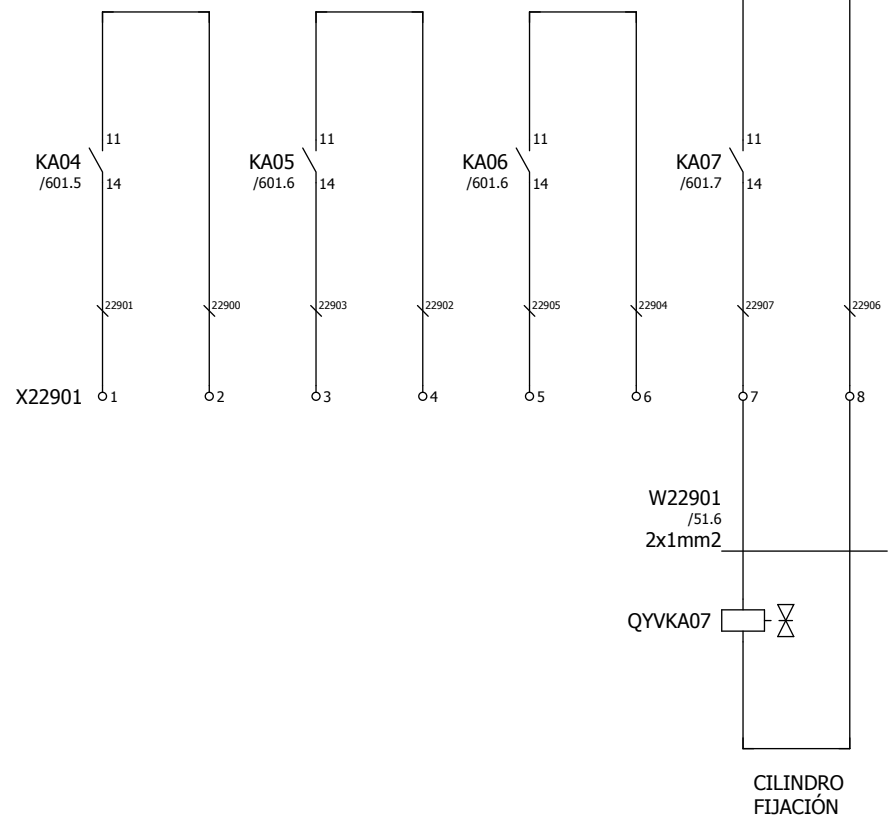 11 11 11 11
KA04 KA05 KA06 KA07
/601.5 /601.6 /601.6 /601.7
14 14 14 14
22901 22900 22903 22902 22905 22904 22907 22906
X22901 1 2 3 4 5 6 7 8
W22901
/51.6
2x1mm2
QYVKA07
CILINDRO
FIJACIÓN